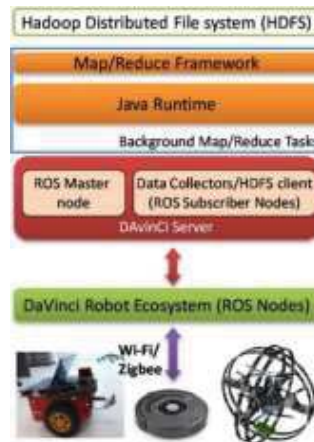 Hadoop Distributed File system (HDFS)
Map/Reduce Framework
Java Runtime
Background Map/Reduce Tasks
ROS Master
node
Data Collectors/HDFS client
(ROS Subscriber Nodes)
DAvinCi Server
DaVinci Robot Ecosystem (ROS Nodes)
Wi-Fi/
Zigbee